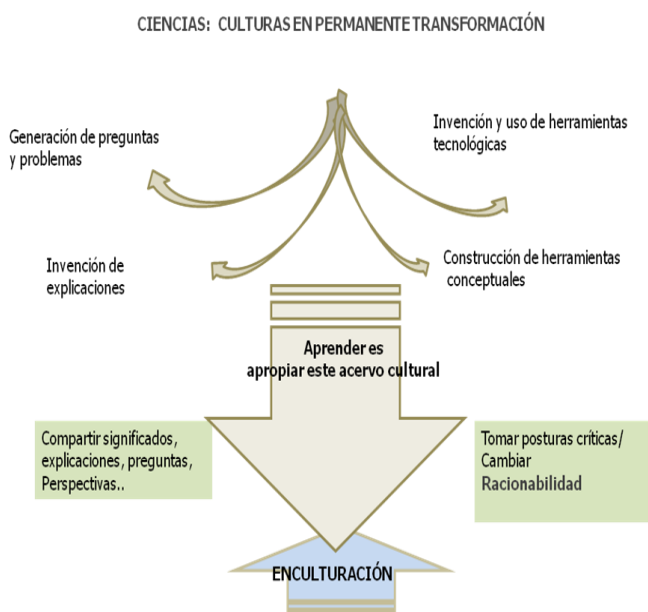 CIENCIAS: CULTURAS EN PERMANENTE TRANSFORMACIÓN
Generación de preguntas
y problemas
Invención y uso de herramientas
tecnológicas
Invención de
explicaciones
Construcción de herramientas
conceptuales
Aprender es
apropiar este acervo cultural
Compartir significados,
explicaciones, preguntas,
Perspectivas..
Tomar posturas críticas/
Cambiar
Racionabilidad
ENCULTURACIÓN